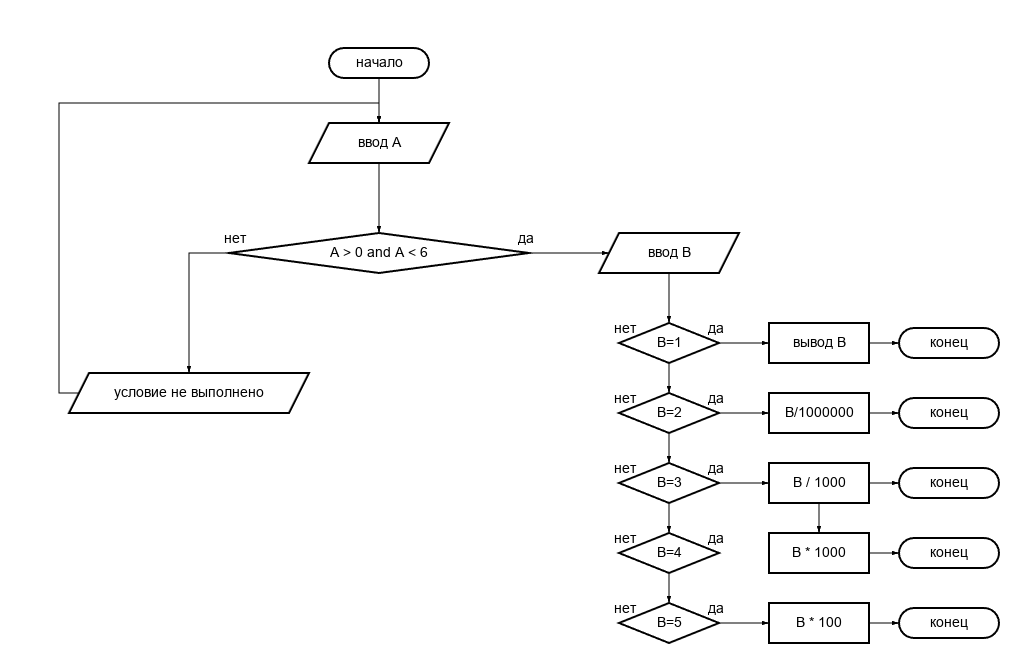 начало
ввод A
нет
да
A > 0 and A < 6
ввод B
нет
да
B=1
вывод B
конец
условие не выполнено
нет
да
B=2
B/1000000
конец
нет
да
B=3
B / 1000
конец
нет
да
B=4
B * 1000
конец
нет
да
B=5
B * 100
конец